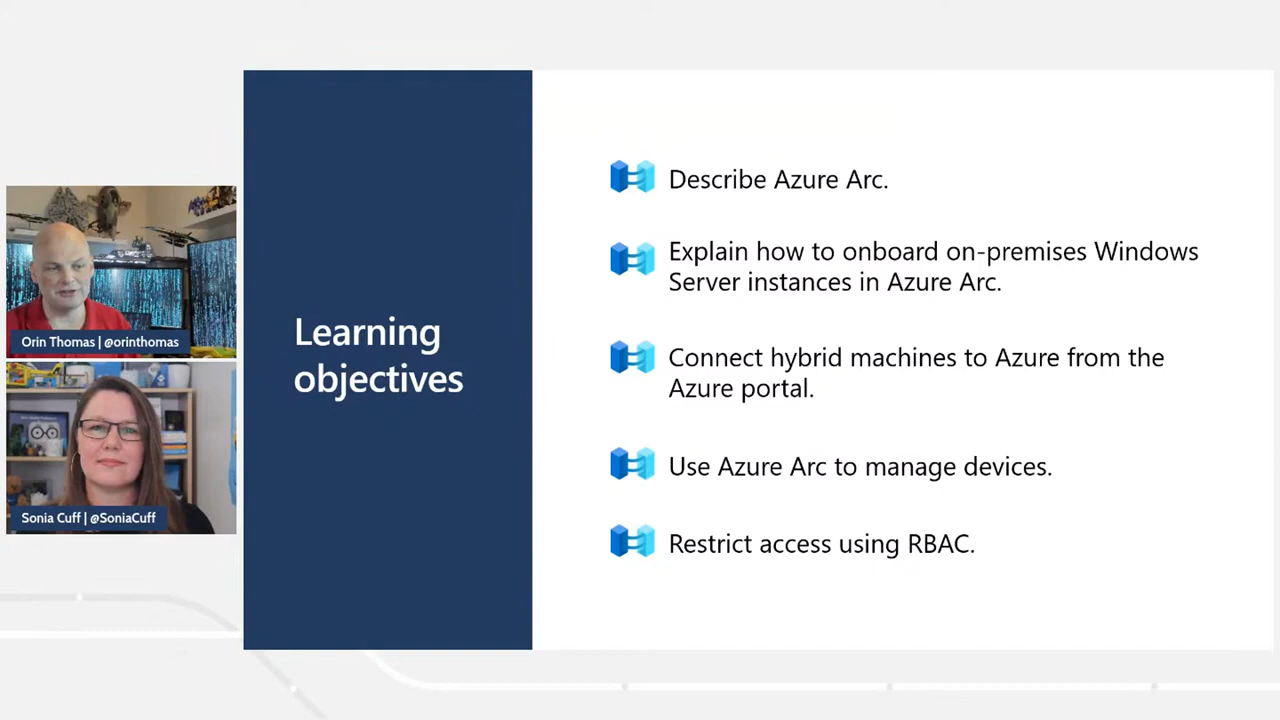 Learning
objectives
Describe Azure Arc.
Explain how to onboard on-premises Windows
Server instances in Azure Arc.
Connect hybrid machines to Azure from the
Azure portal.
Use Azure Arc to manage devices.
Restrict access using RBAC.
Orin Thomas | @orinthomas
Sonia Cuff | @SoniaCuff